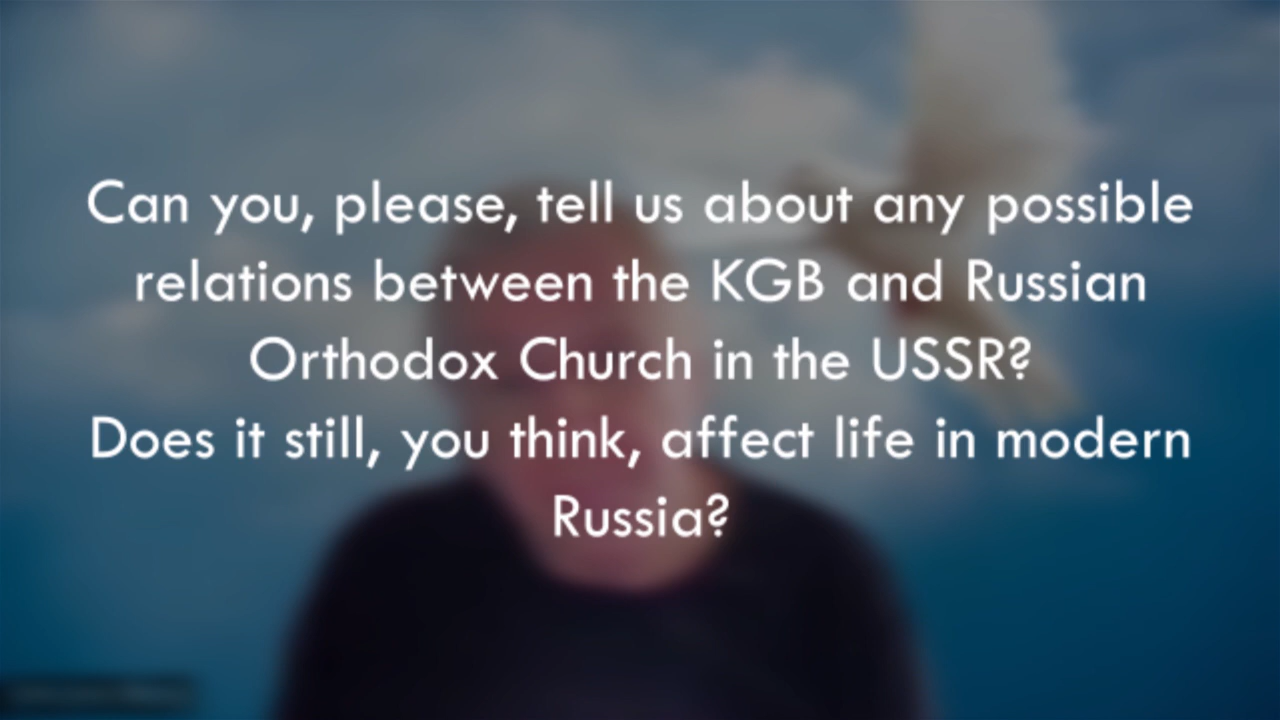 Can you, please, tell us about any possible
relations between the KGB and Russian
Orthodox Church in the USSR?
Does it still, you think, affect life in modern
Russia?